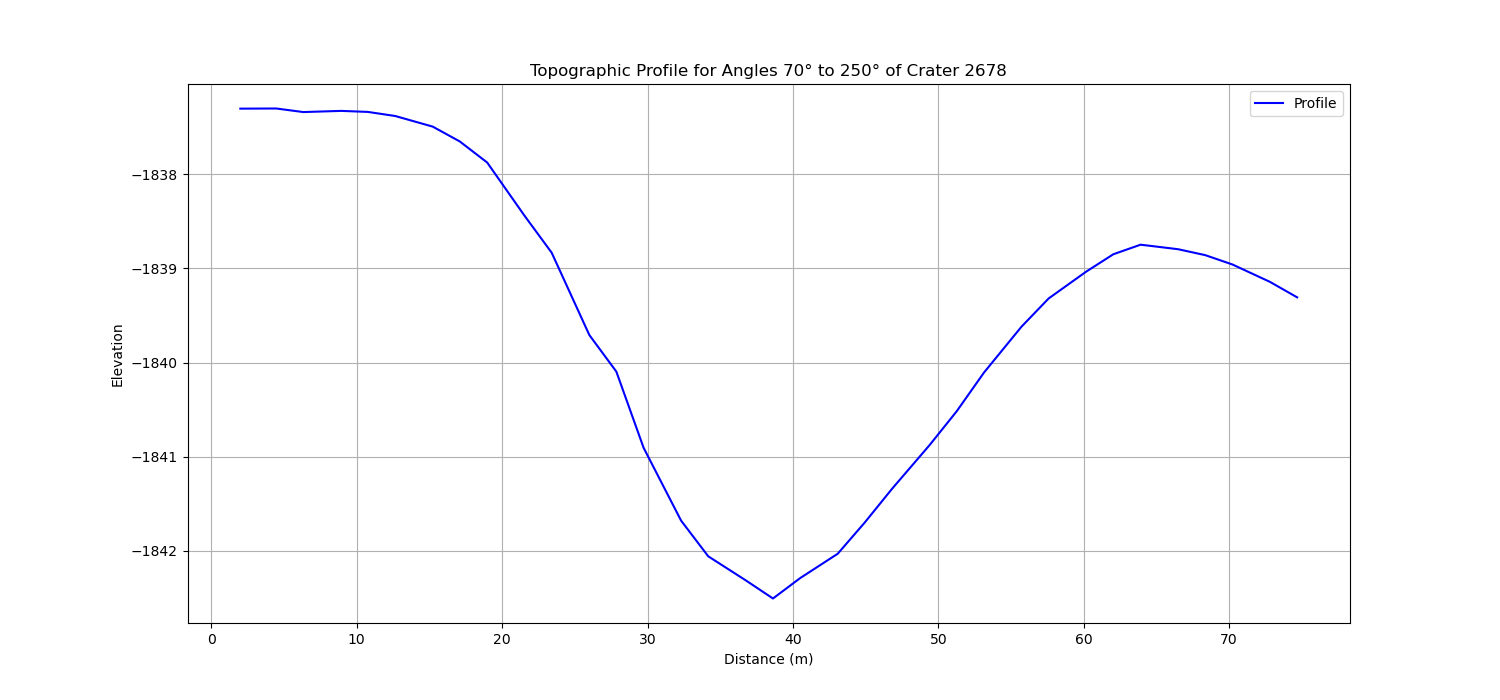 Topographic Profile for Angles 70° to 250° of Crater 2678
Profile
−1838
−1839
−1840
−1841
−1842
Elevation
0 10 20 30 40 50 60 70
Distance (m)